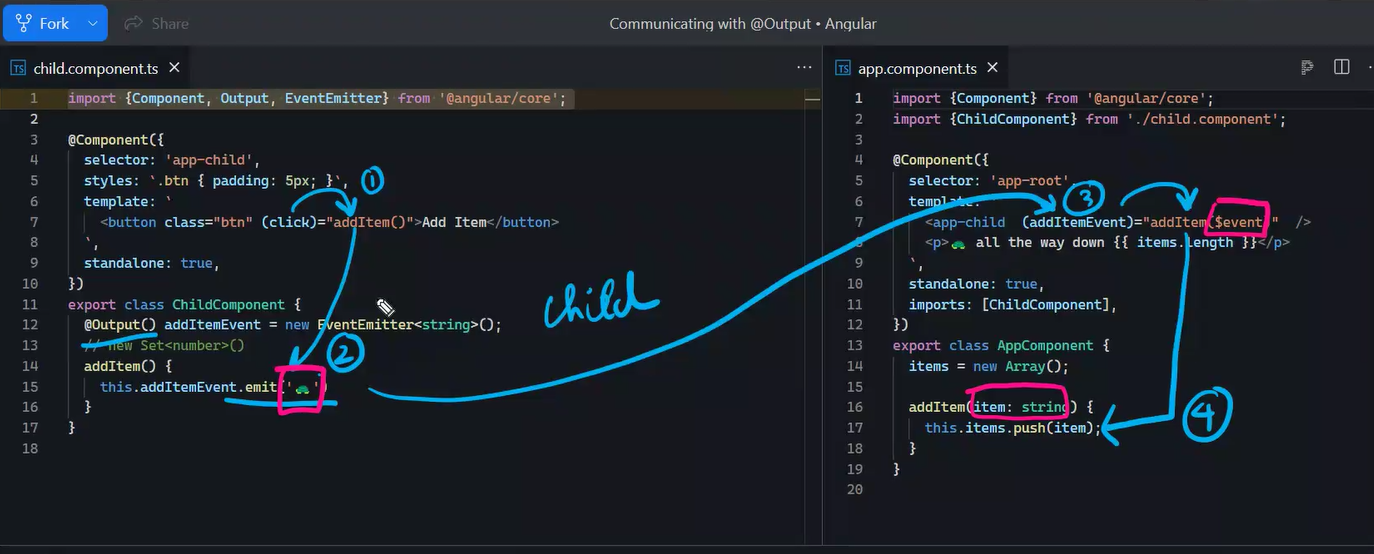 Fork
Share
Communicating with @Output • Angular
TS child.component.ts
1 import {Component, Output, EventEmitter} from '@angular/core';
2
3 @Component({
4 selector: 'app-child',
5 styles: `.btn { padding: 5px; }`,
6 template: `
7 <button class="btn" (click)="addItem()">Add Item</button>
8 `,
9 standalone: true,
10 })
11 export class ChildComponent {
12 @Output() addItemEvent = new EventEmitter<string>();
13 // new Set<number>()
14 addItem() {
15 this.addItemEvent.emit('🐢')
16 }
17 }
18
1
2
child
TS app.component.ts
1 import {Component} from '@angular/core';
2 import {ChildComponent} from './child.component';
3
4 @Component({
5 selector: 'app-root',
6 template: `
7 <app-child (addItemEvent)="addItem($event)" />
8 <p>🐢 all the way down {{ items.length }}</p>
9 `,
10 standalone: true,
11 imports: [ChildComponent],
12 })
13 export class AppComponent {
14 items = new Array();
15
16 addItem(item: string) {
17 this.items.push(item);
18 }
19 }
20
3
4